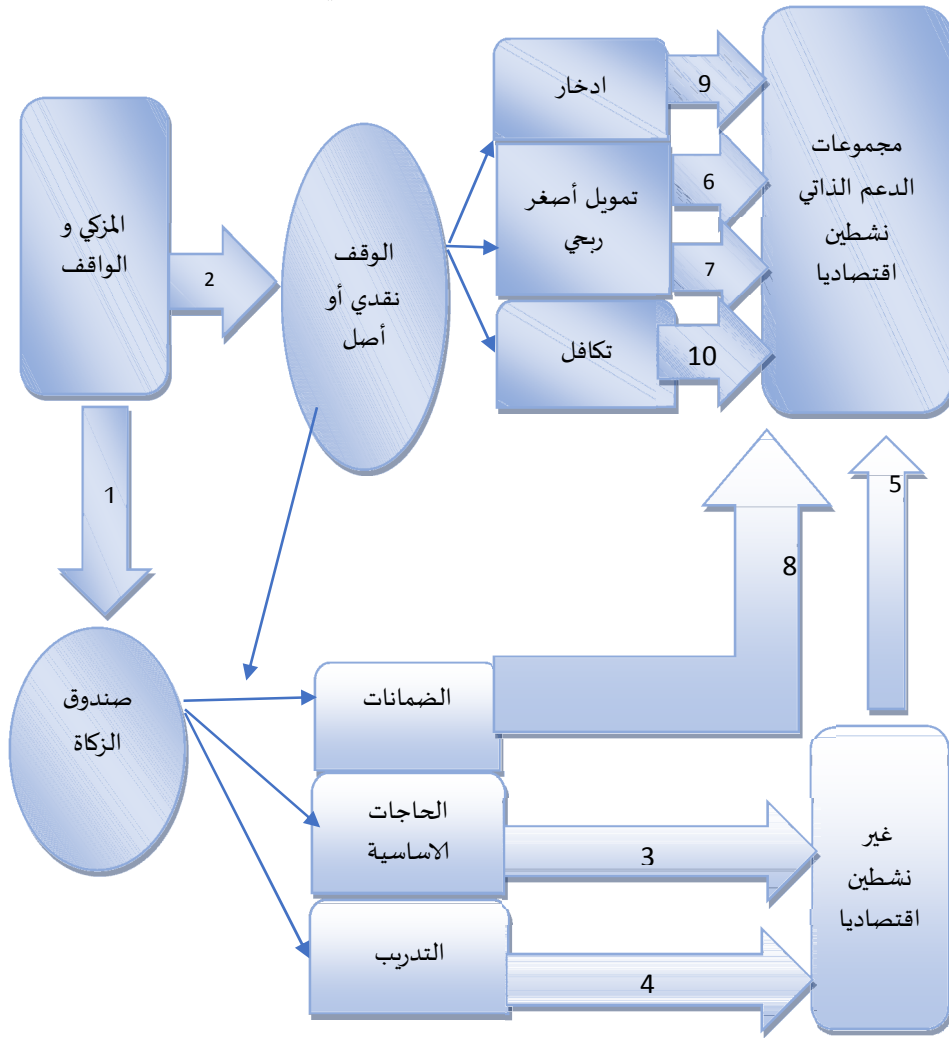 ادخار
9
مجموعات
الدعم الذاتي
نشطين
اقتصاديا
6
تمويل أصغر
ربحي
7
المزكي و
الواقف
2
الوقف
نقدي أو
أصل
تكافل
10
1
5
8
صندوق
الزكاة
الضمانات
الحاجات
الاساسية
3
غير
نشطين
اقتصاديا
التدريب
4